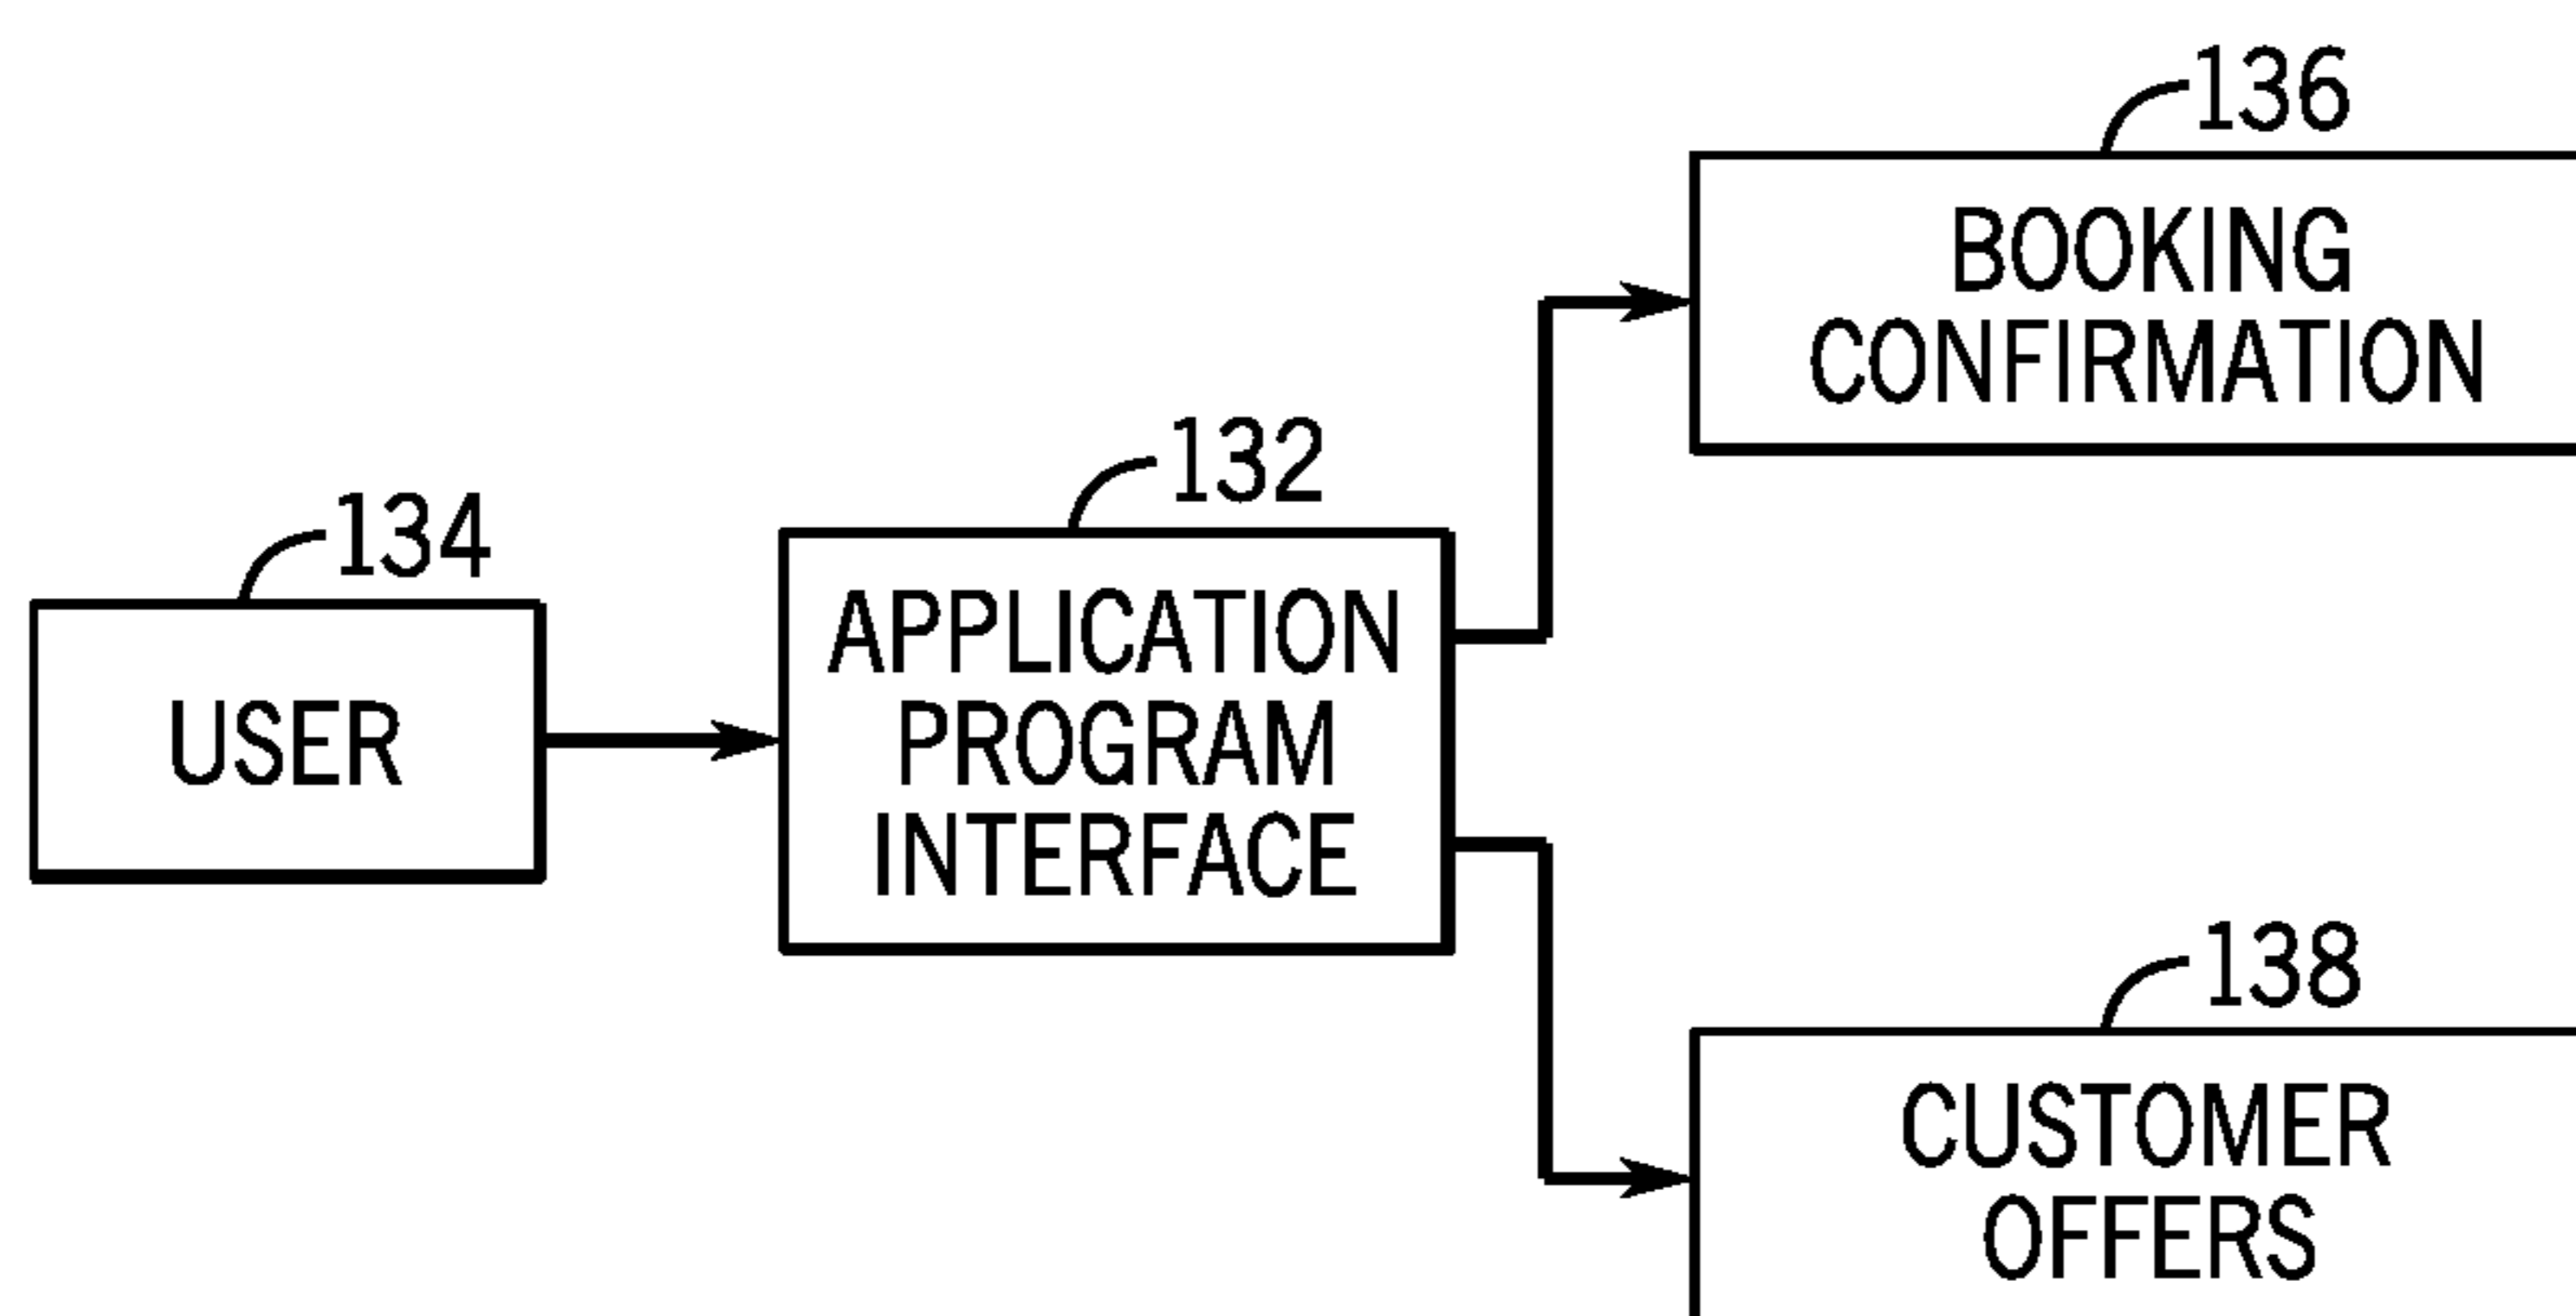 136
BOOKING
CONFIRMATION
132
134
APPLICATION
PROGRAM
INTERFACE
USER
138
CUSTOMER
OFFERS